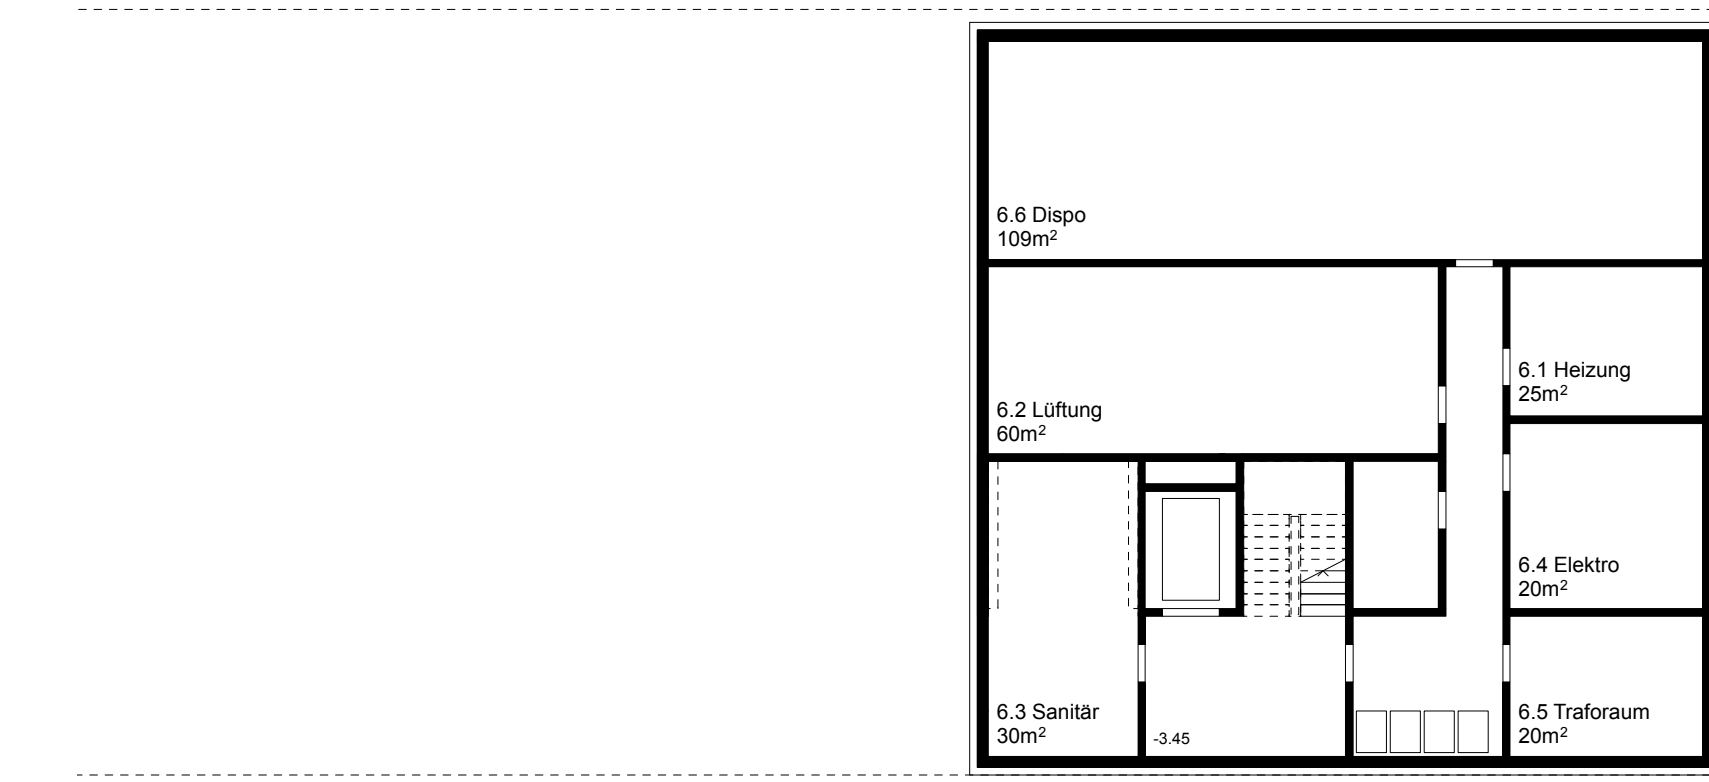 6.6 Dispo
109m²
6.2 Lüftung
60m²
6.1 Heizung
25m²
6.4 Elektro
20m²
6.3 Sanitär
30m²
-3.45
6.5 Traforaum
20m²